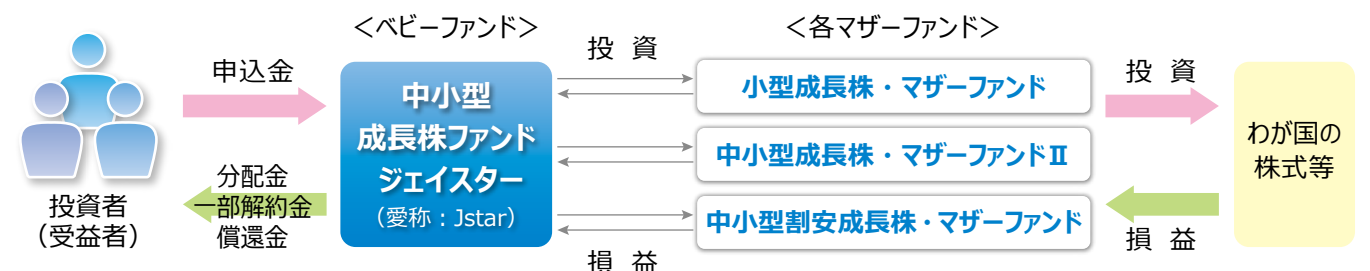 ＜ベビーファンド＞
＜各マザーファンド＞
申込金
投 資
投 資
中小型
成長株ファンド
ジェイスター
（愛称：Jstar）
小型成長株・マザーファンド
中小型成長株・マザーファンドⅡ
中小型割安成長株・マザーファンド
わが国の
株式等
分配金
一部解約金
償還金
投資者
（受益者）
損 益
損 益